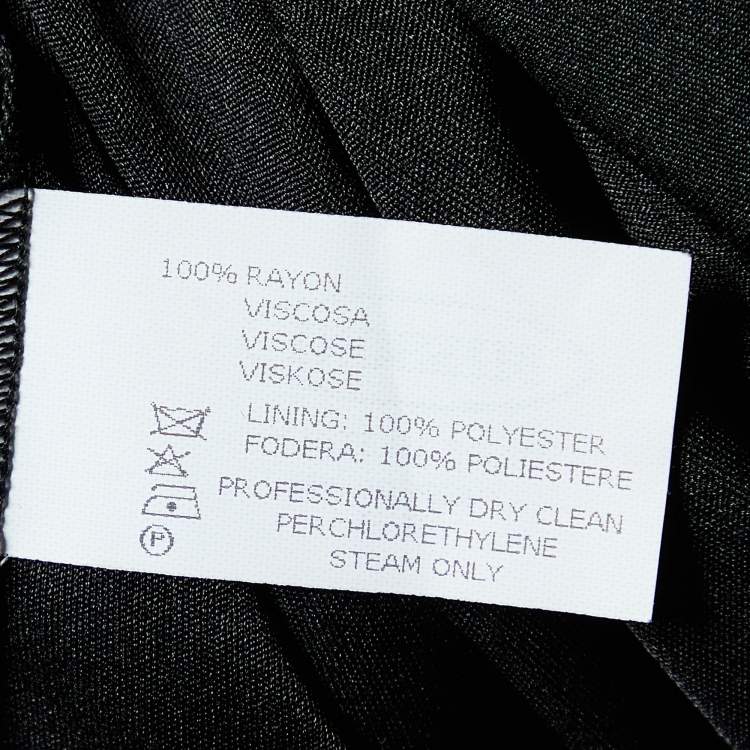 100% RAYON
VISCOSA
VISCOSE
VISKOSE
LINING: 100% POLYESTER
FODERA: 100% POLIESTERE
PROFESSIONALLY DRY CLEAN
PERCHLORETHYLENE
STEAM ONLY
P